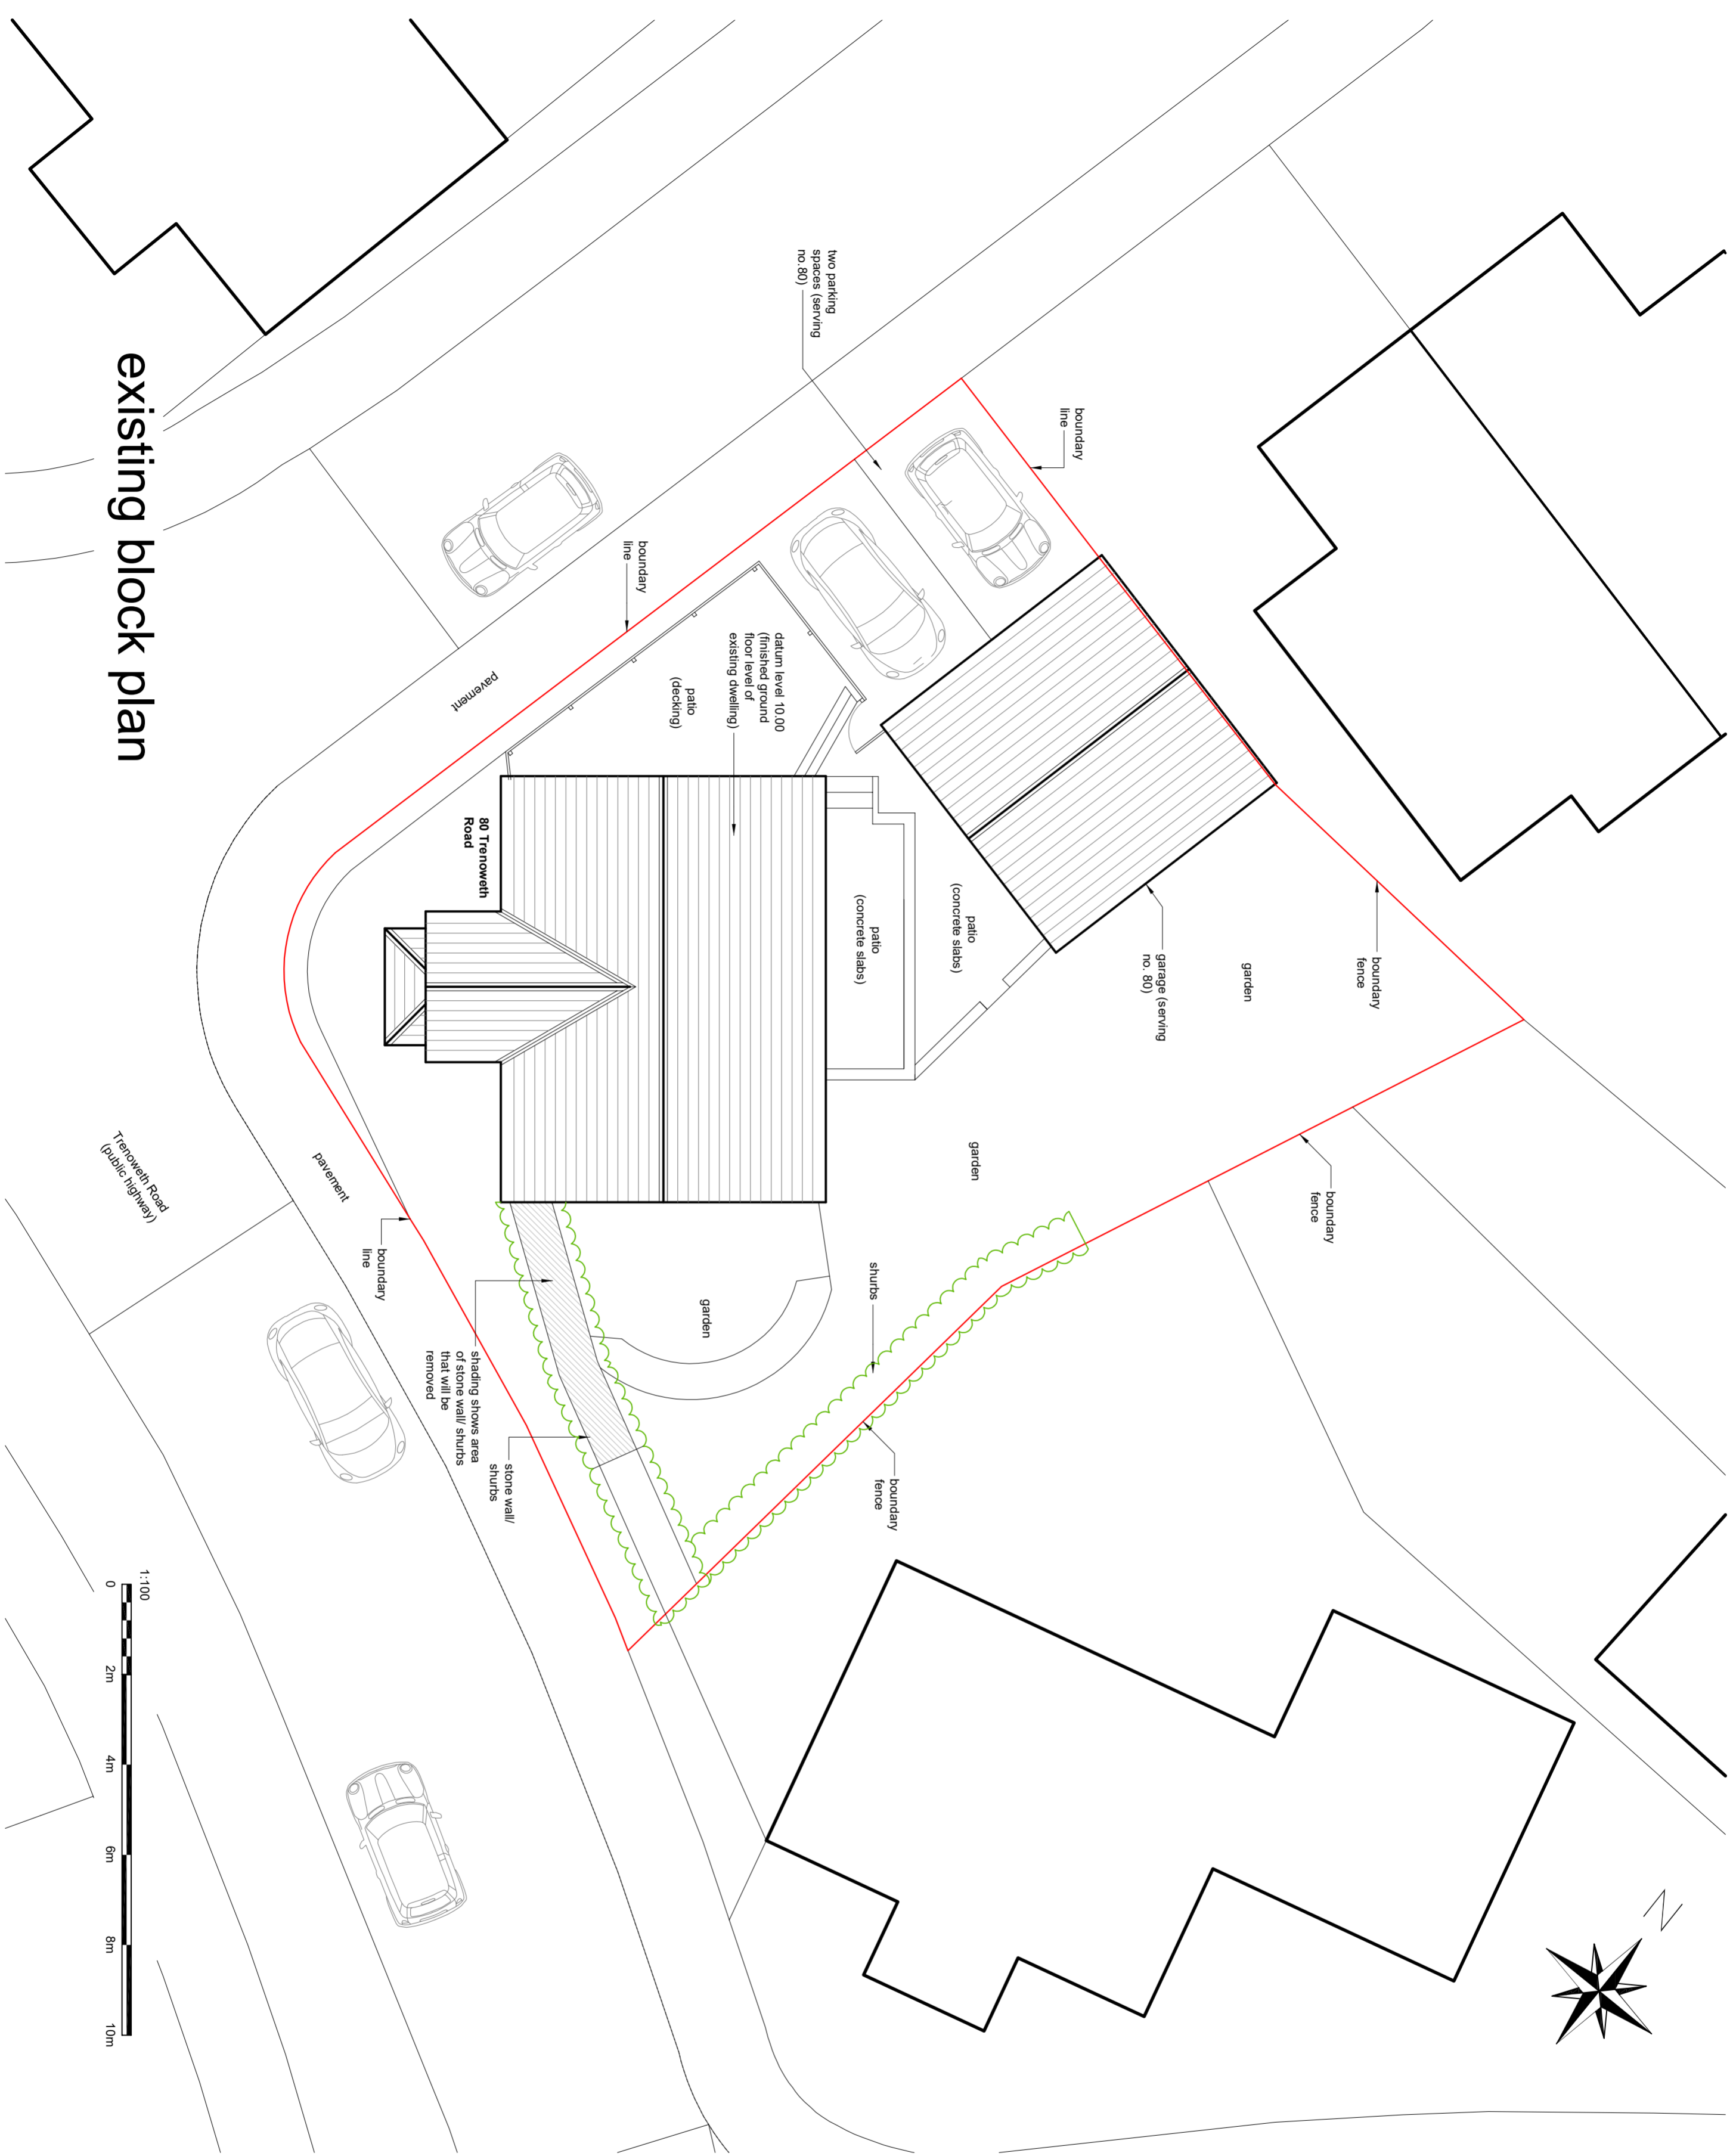 two parking
spaces (serving
no.80)
boundary
line
boundary
line
datum level 10.00
(finished ground
floor level of
existing dwelling)
patio
(decking)
pavement
80 Trenoweth
Road
patio
(concrete slabs)
patio
(concrete slabs)
garage (serving
no. 80)
garden
boundary
fence
garden
boundary
fence
pavement
Trenoweth Road
(public highway)
boundary
line
shurbs
garden
shading shows area
of stone wall/ shurbs
that will be
removed
stone wall/
shurbs
boundary
fence
existing block plan
1:100
0 2m 4m 6m 8m 10m
N